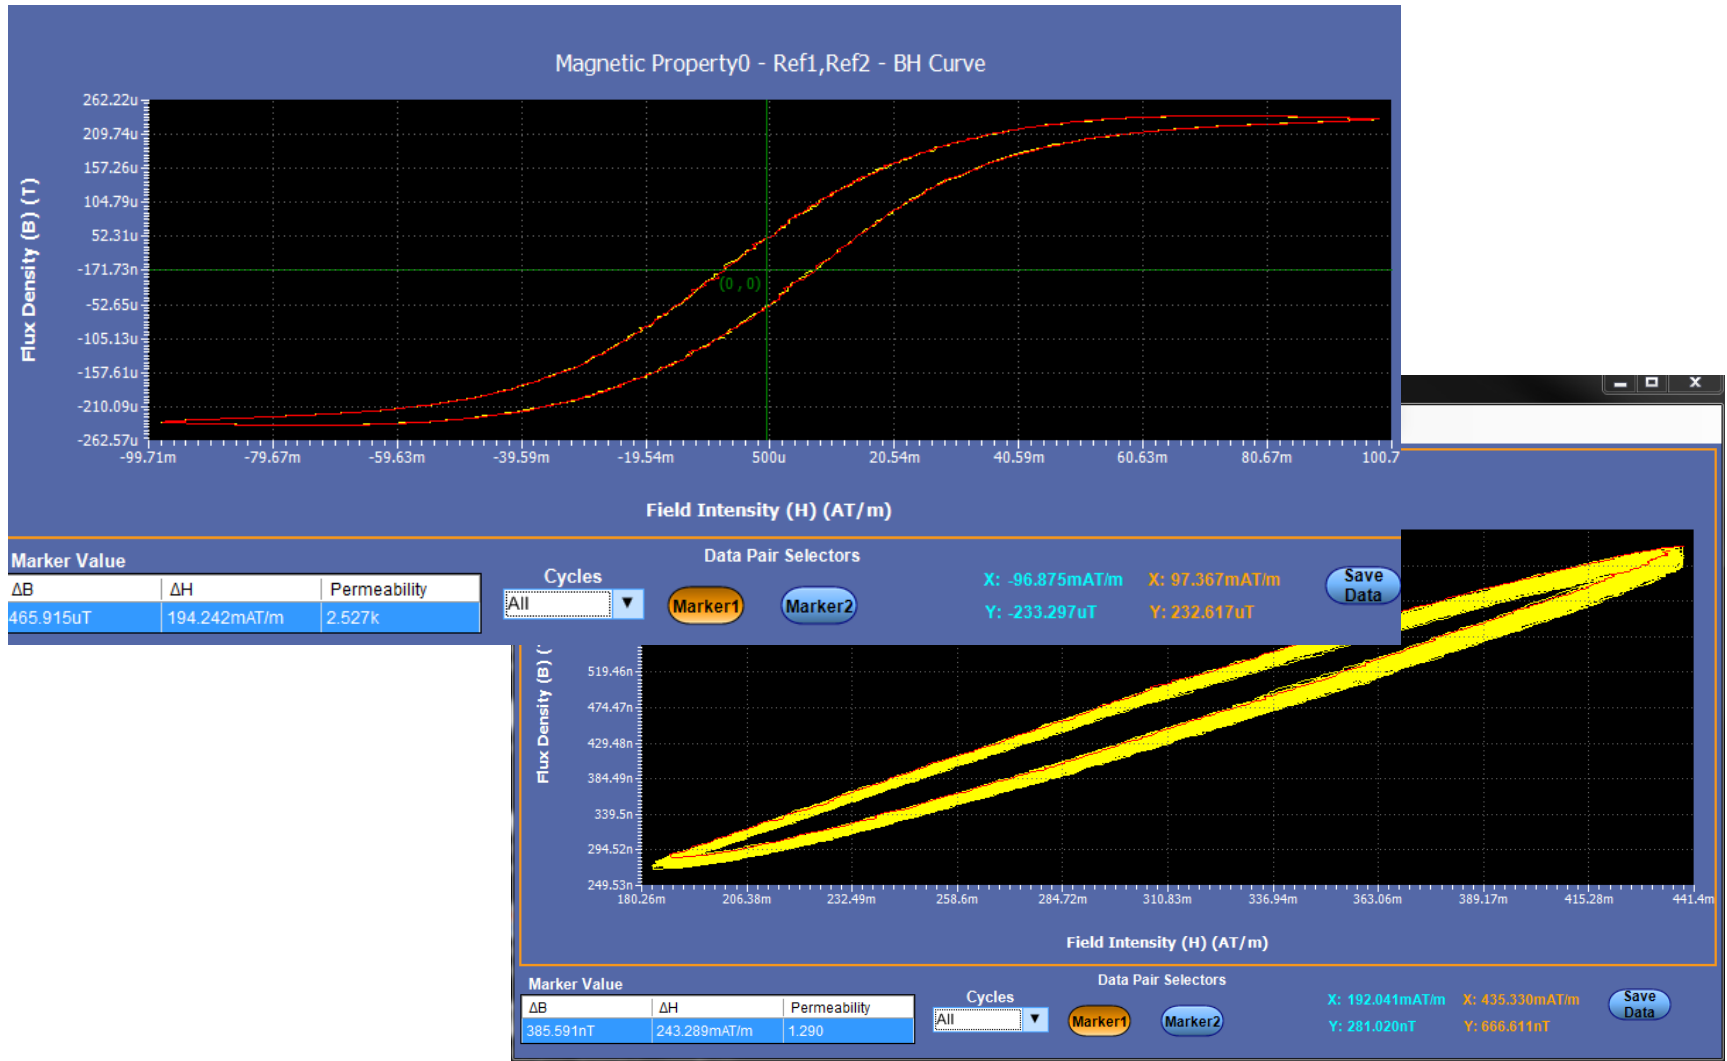 Magnetic Property0 - Ref1,Ref2 - BH Curve
Flux Density (B) (T)
262.22u
209.74u
157.26u
104.79u
52.31u
-171.73n
-52.65u
-105.13u
-157.61u
-210.09u
-262.57u
(0,0)
-99.71m -79.67m -59.63m -39.59m -19.54m 500u 20.54m 40.59m 60.63m 80.67m 100.7
Field Intensity (H) (AT/m)
Marker Value
ΔB ΔH Permeability
465.915uT 194.242mAT/m 2.527k
Cycles
All
Data Pair Selectors
Marker1 Marker2
X: -96.875mAT/m X: 97.367mAT/m
Y: -233.297uT Y: 232.617uT
Save
Data
Flux Density (B) (
519.46n
474.47n
429.48n
384.49n
339.5n
294.52n
249.53n
180.26m 206.38m 232.49m 258.6m 284.72m 310.83m 336.94m 363.06m 389.17m 415.28m 441.4m
Field Intensity (H) (AT/m)
Marker Value
ΔB ΔH Permeability
385.591nT 243.289mAT/m 1.290
Cycles
All
Data Pair Selectors
Marker1 Marker2
X: 192.041mAT/m X: 435.330mAT/m
Y: 281.020nT Y: 666.611nT
Save
Data